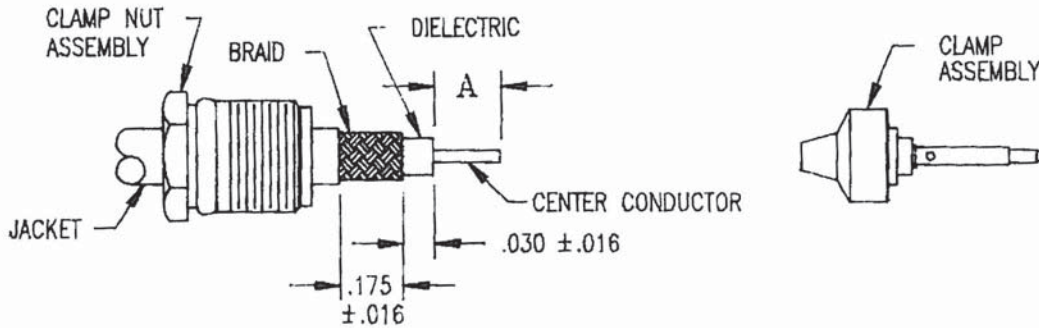 CLAMP NUT
ASSEMBLY
BRAID
DIELECTRIC
A
CLAMP
ASSEMBLY
JACKET
CENTER CONDUCTOR
.030 ±.016
.175
±.016